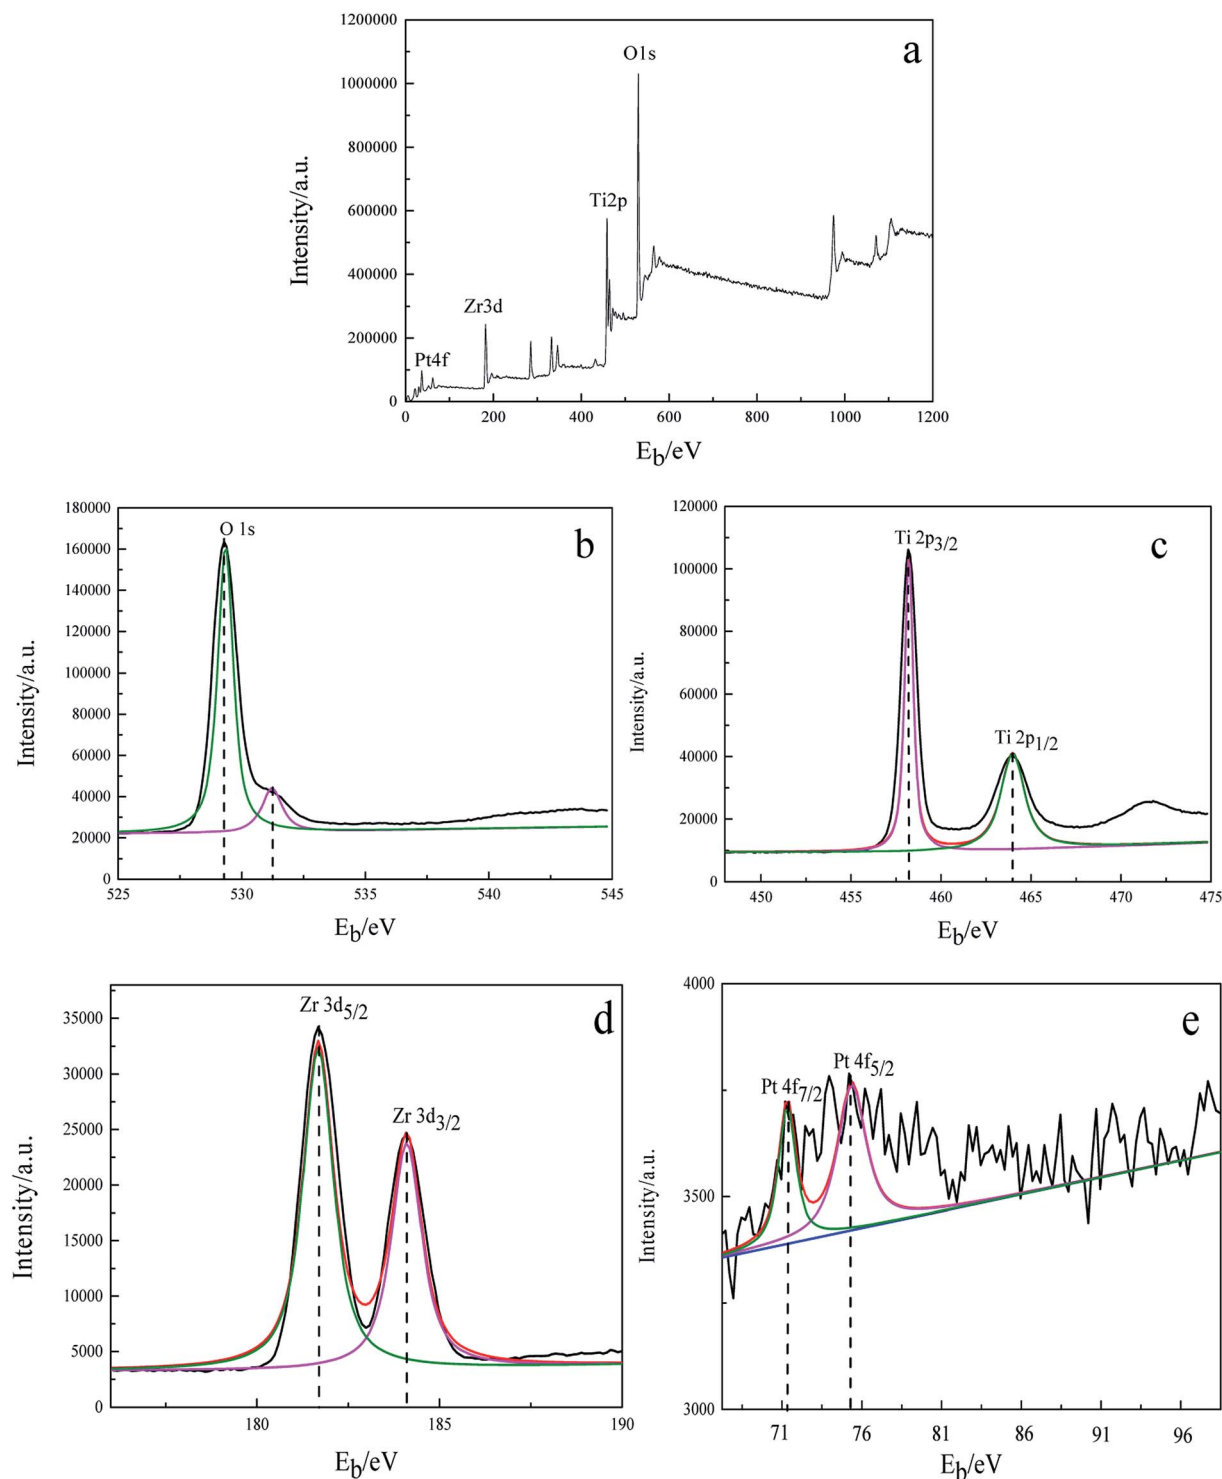 a
1200000
1000000
800000
600000
400000
200000
0
O1s
Ti2p
Zr3d
Pt4f
Intensity/a.u.
0 200 400 600 800 1000 1200
E_b/eV
b
180000
160000
140000
120000
100000
80000
60000
40000
20000
0
O 1s
Intensity/a.u.
525 530 535 540 545
E_b/eV
c
120000
100000
80000
60000
40000
20000
0
Ti 2p3/2
Ti 2p1/2
Intensity/a.u.
450 455 460 465 470 475
E_b/eV
d
35000
30000
25000
20000
15000
10000
5000
0
Zr 3d5/2
Zr 3d3/2
Intensity/a.u.
180 185 190
E_b/eV
e
4000
3500
3000
Pt 4f5/2
Pt 4f7/2
Intensity/a.u.
71 76 81 86 91 96
E_b/eV